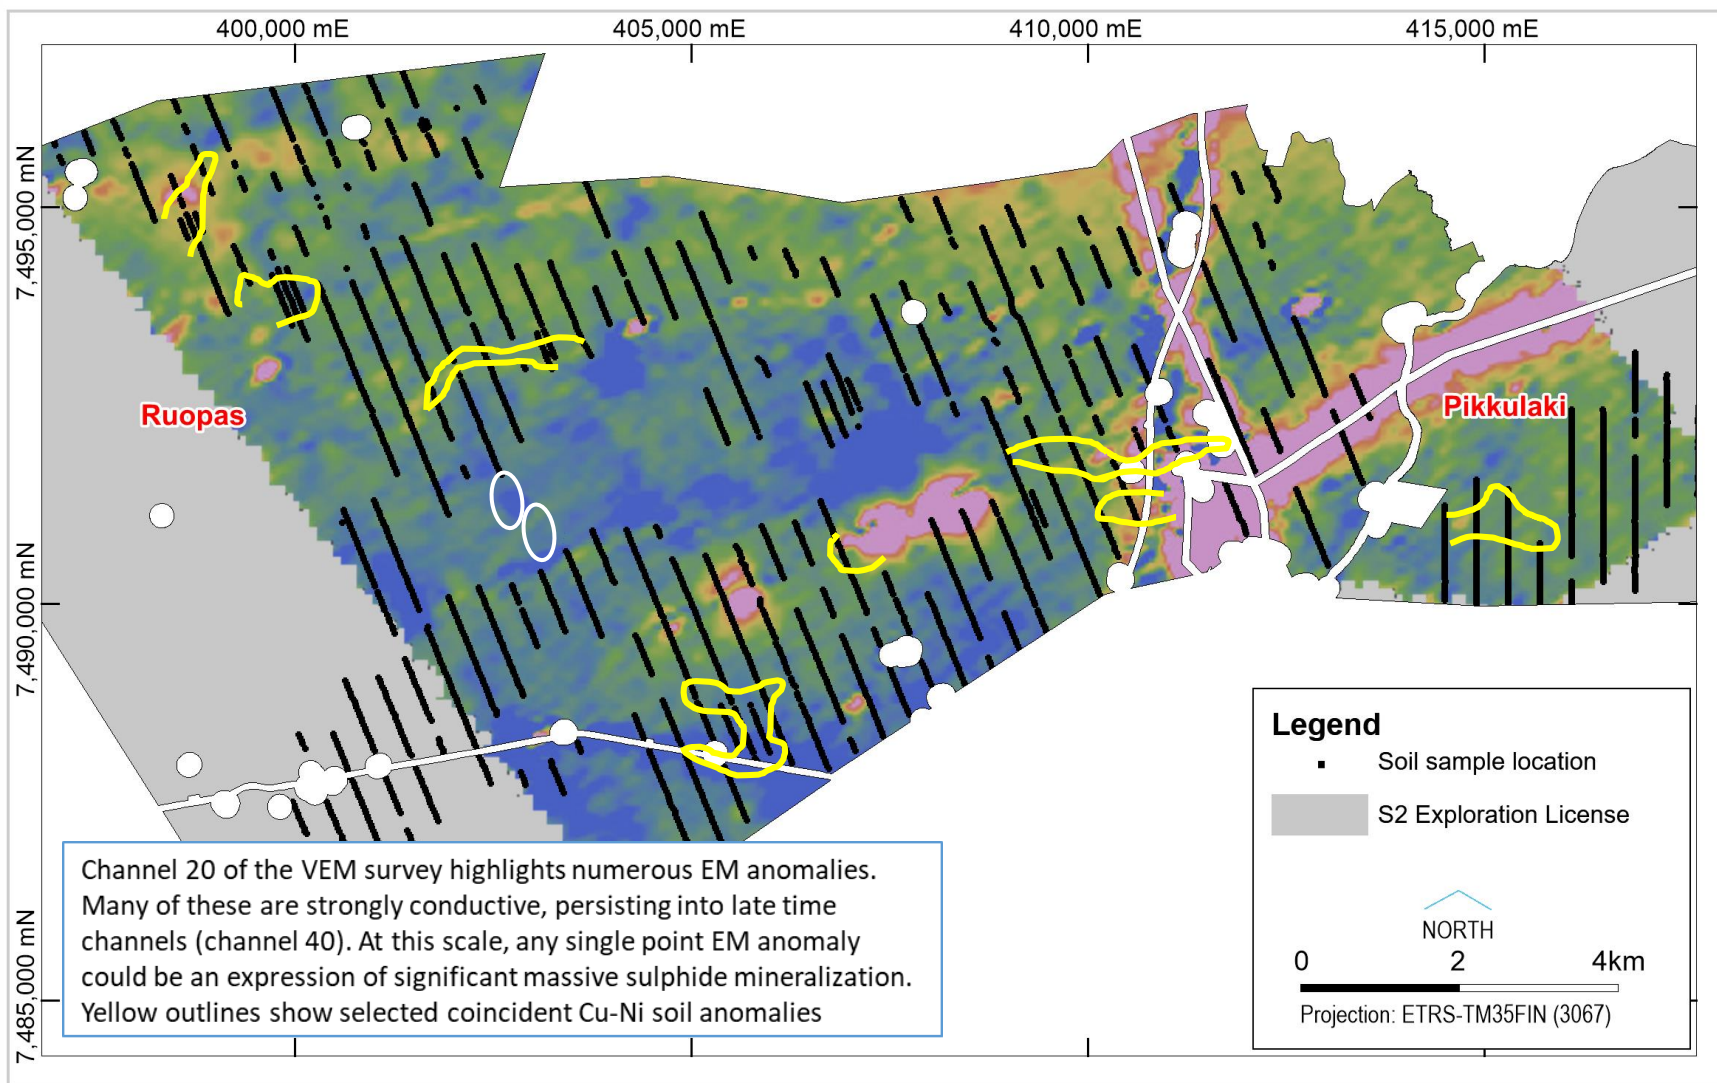 400,000 mE
405,000 mE
410,000 mE
415,000 mE
7,495,000 mN
7,490,000 mN
7,485,000 mN
Ruopas
Pikkulaki
Channel 20 of the VEM survey highlights numerous EM anomalies.
Many of these are strongly conductive, persisting into late time
channels (channel 40). At this scale, any single point EM anomaly
could be an expression of significant massive sulphide mineralization.
Yellow outlines show selected coincident Cu-Ni soil anomalies
Legend
Soil sample location
S2 Exploration License
NORTH
0 2 4km
Projection: ETRS-TM35FIN (3067)